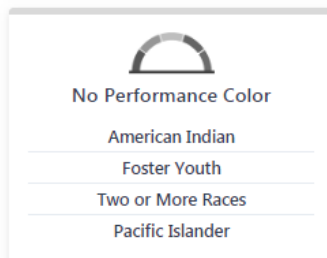 No Performance Color
American Indian
Foster Youth
Two or More Races
Pacific Islander